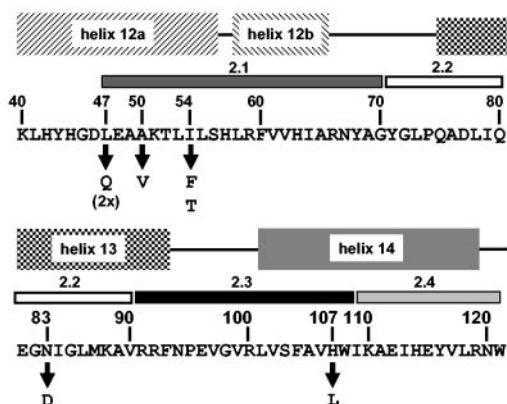 helix 12a helix 12b
2.1 2.2
40 47 50 54 60 70 80
KLHYHGDLEAAKTLILSHLRFVVHIARNYAGYGLPQADLIQ
Q V F
(2x) T
helix 13 helix 14
2.2 2.3 2.4
83 90 100 107 110 120
EGNIGLMKAVRRFNPEVGVRLVSFAVHWIKAEIHEYVLRNW
D L